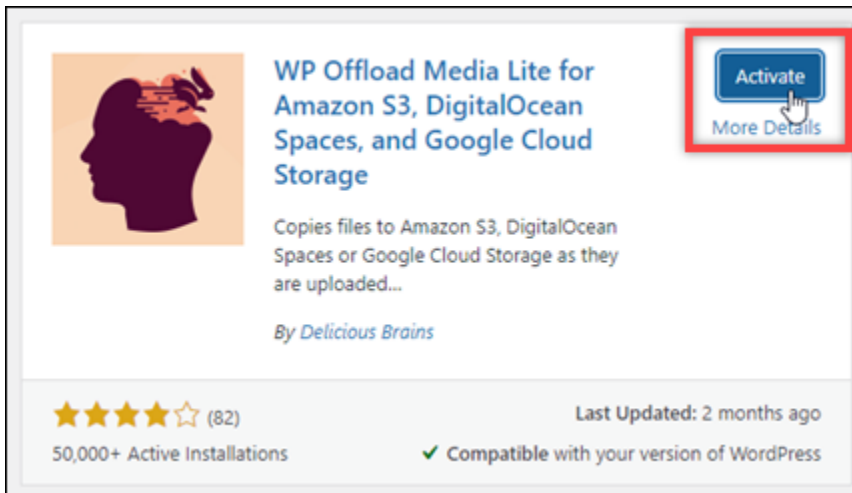 WP Offload Media Lite for
Amazon S3, DigitalOcean
Spaces, and Google Cloud
Storage
Activate
More Details
Copies files to Amazon S3, DigitalOcean
Spaces or Google Cloud Storage as they
are uploaded...
By Delicious Brains
(82)
Last Updated: 2 months ago
50,000+ Active Installations
Compatible with your version of WordPress